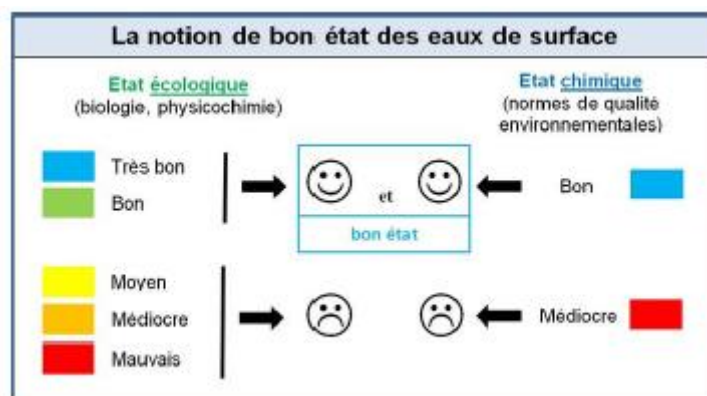 La notion de bon état des eaux de surface
Etat écologique
(biologie, physicochimie)
Etat chimique
(normes de qualité
environnementales)
Très bon
Bon
et
bon état
Bon
Moyen
Médiocre
Mauvais
Médiocre